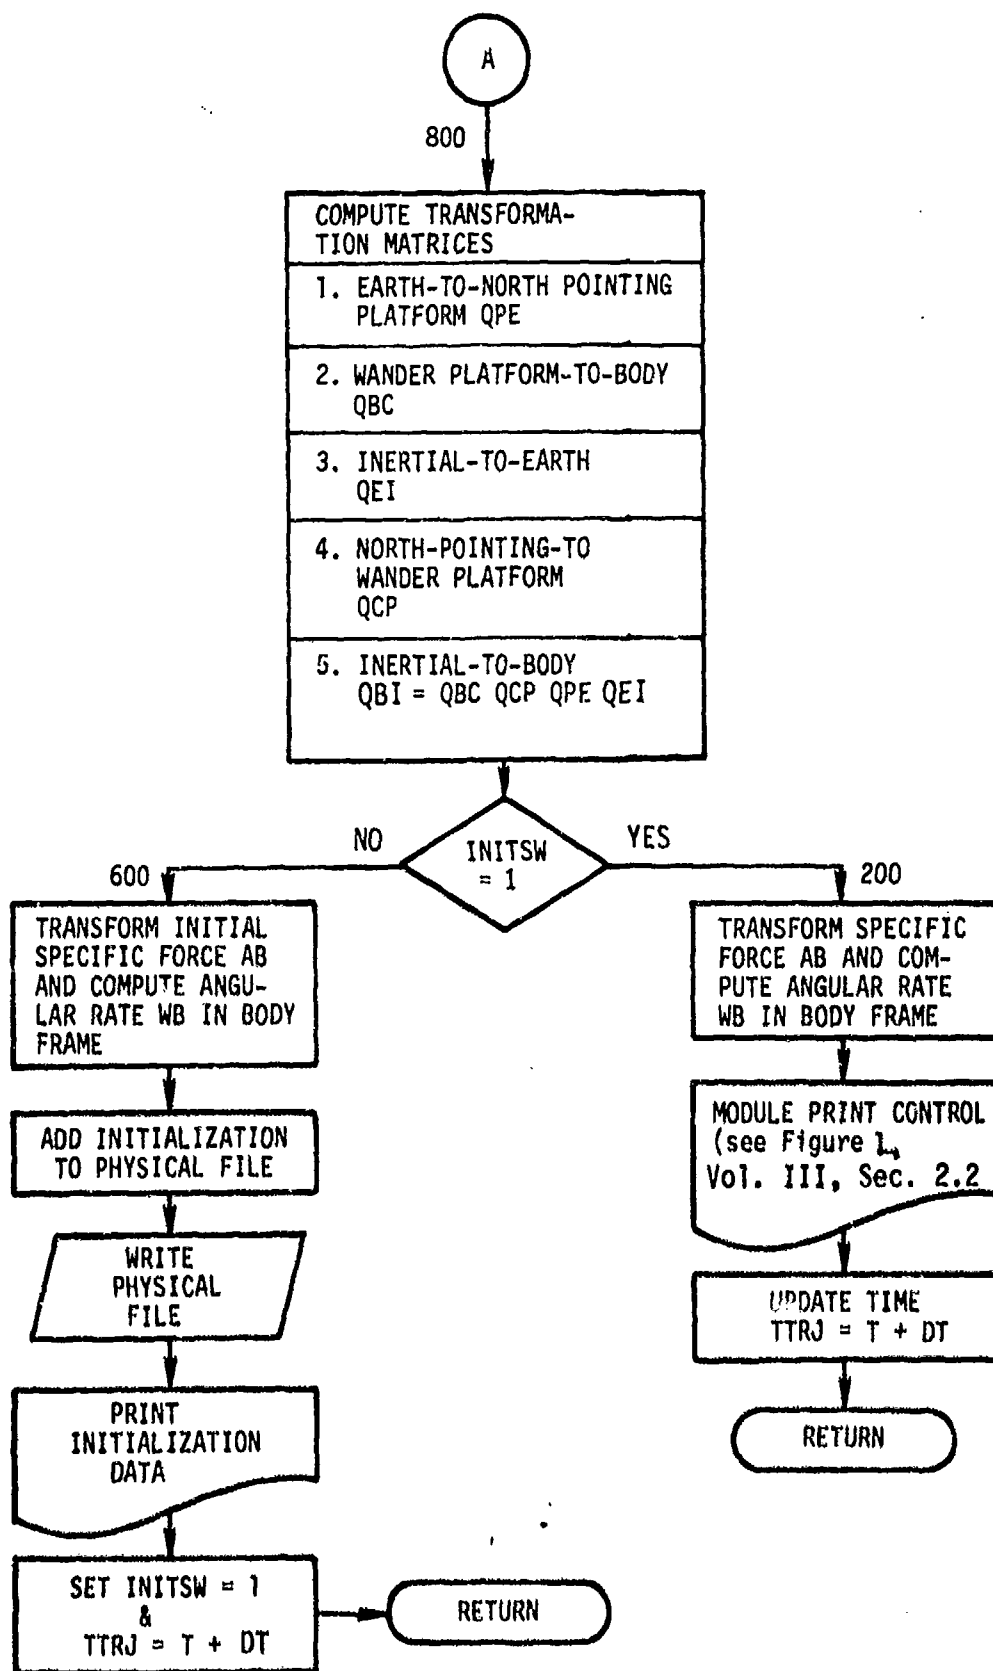 A
800
COMPUTE TRANSFORMA-
TION MATRICES
1. EARTH-TO-NORTH POINTING
PLATFORM QPE
2. WANDER PLATFORM-TO-BODY
QBC
3. INERTIAL-TO-EARTH
QEI
4. NORTH-POINTING-TO
WANDER PLATFORM
QCP
5. INERTIAL-TO-BODY
QBI = QBC QCP QPE QEI
INITSW
= 1
NO
YES
600
TRANSFORM INITIAL
SPECIFIC FORCE AB
AND COMPUTE ANGU-
LAR RATE WB IN BODY
FRAME
ADD INITIALIZATION
TO PHYSICAL FILE
WRITE
PHYSICAL
FILE
PRINT
INITIALIZATION
DATA
SET INITSW = 1
&
TTRJ = T + DT
RETURN
200
TRANSFORM SPECIFIC
FORCE AB AND COM-
PUTE ANGULAR RATE
WB IN BODY FRAME
MODULE PRINT CONTROL
(see Figure 1,
Vol. III, Sec. 2.2
UPDATE TIME
TTRJ = T + DT
RETURN